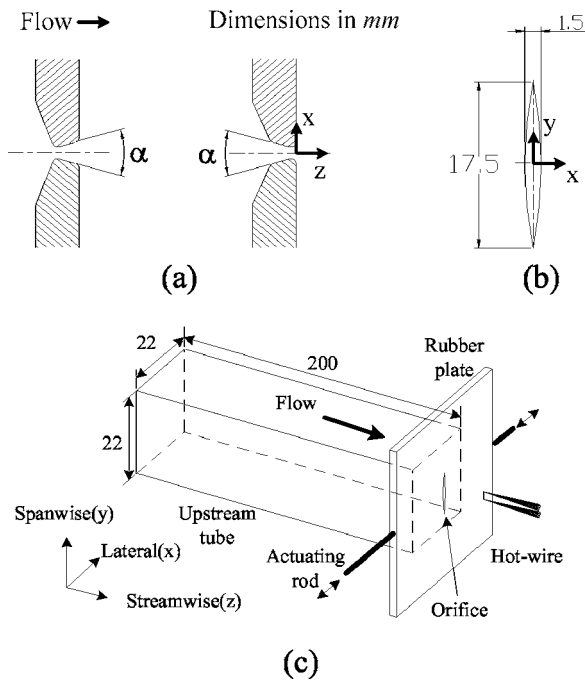 Flow
Dimensions in mm
α
α
x
z
(a)
1.5
17.5
y
x
(b)
22
200
22
Flow
Rubber
plate
Upstream
tube
Spanwise(y)
Lateral(x)
Streamwise(z)
Actuating
rod
Hot-wire
Orifice
(c)